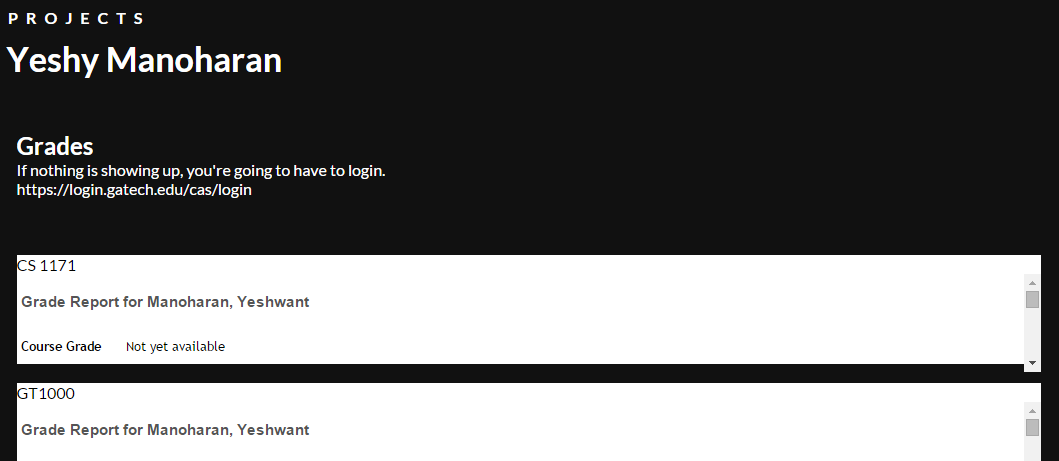 PROJECTS
Yeshy Manoharan
Grades
If nothing is showing up, you're going to have to login.
https://login.gatech.edu/cas/login
CS 1171
Grade Report for Manoharan, Yeshwant
Course Grade Not yet available
GT1000
Grade Report for Manoharan, Yeshwant